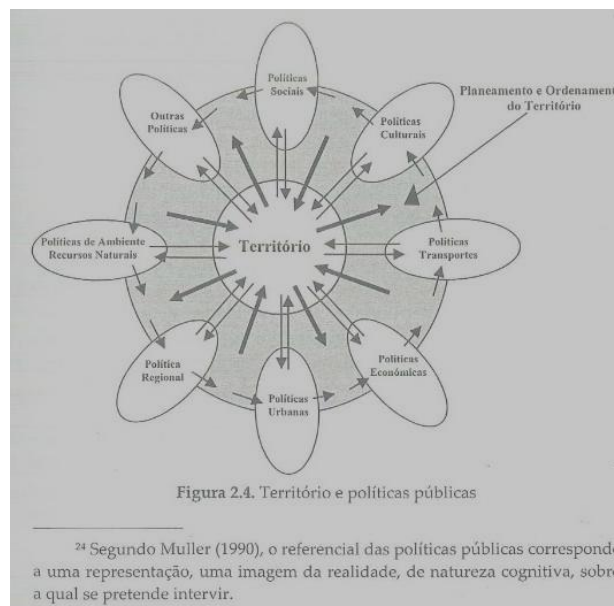 Políticas
Sociais
Planeamento e Ordenamen
do Território
Outras
Políticas
Políticas
Culturais
Políticas de Ambiente
Recursos Naturais
Território
Políticas
Transportes
Política
Regional
Políticas
Urbanas
Políticas
Económicas
Figura 2.4. Território e políticas públicas
24 Segundo Muller (1990), o referencial das políticas públicas corresponde
a uma representação, uma imagem da realidade, de natureza cognitiva, sobre
a qual se pretende intervir.